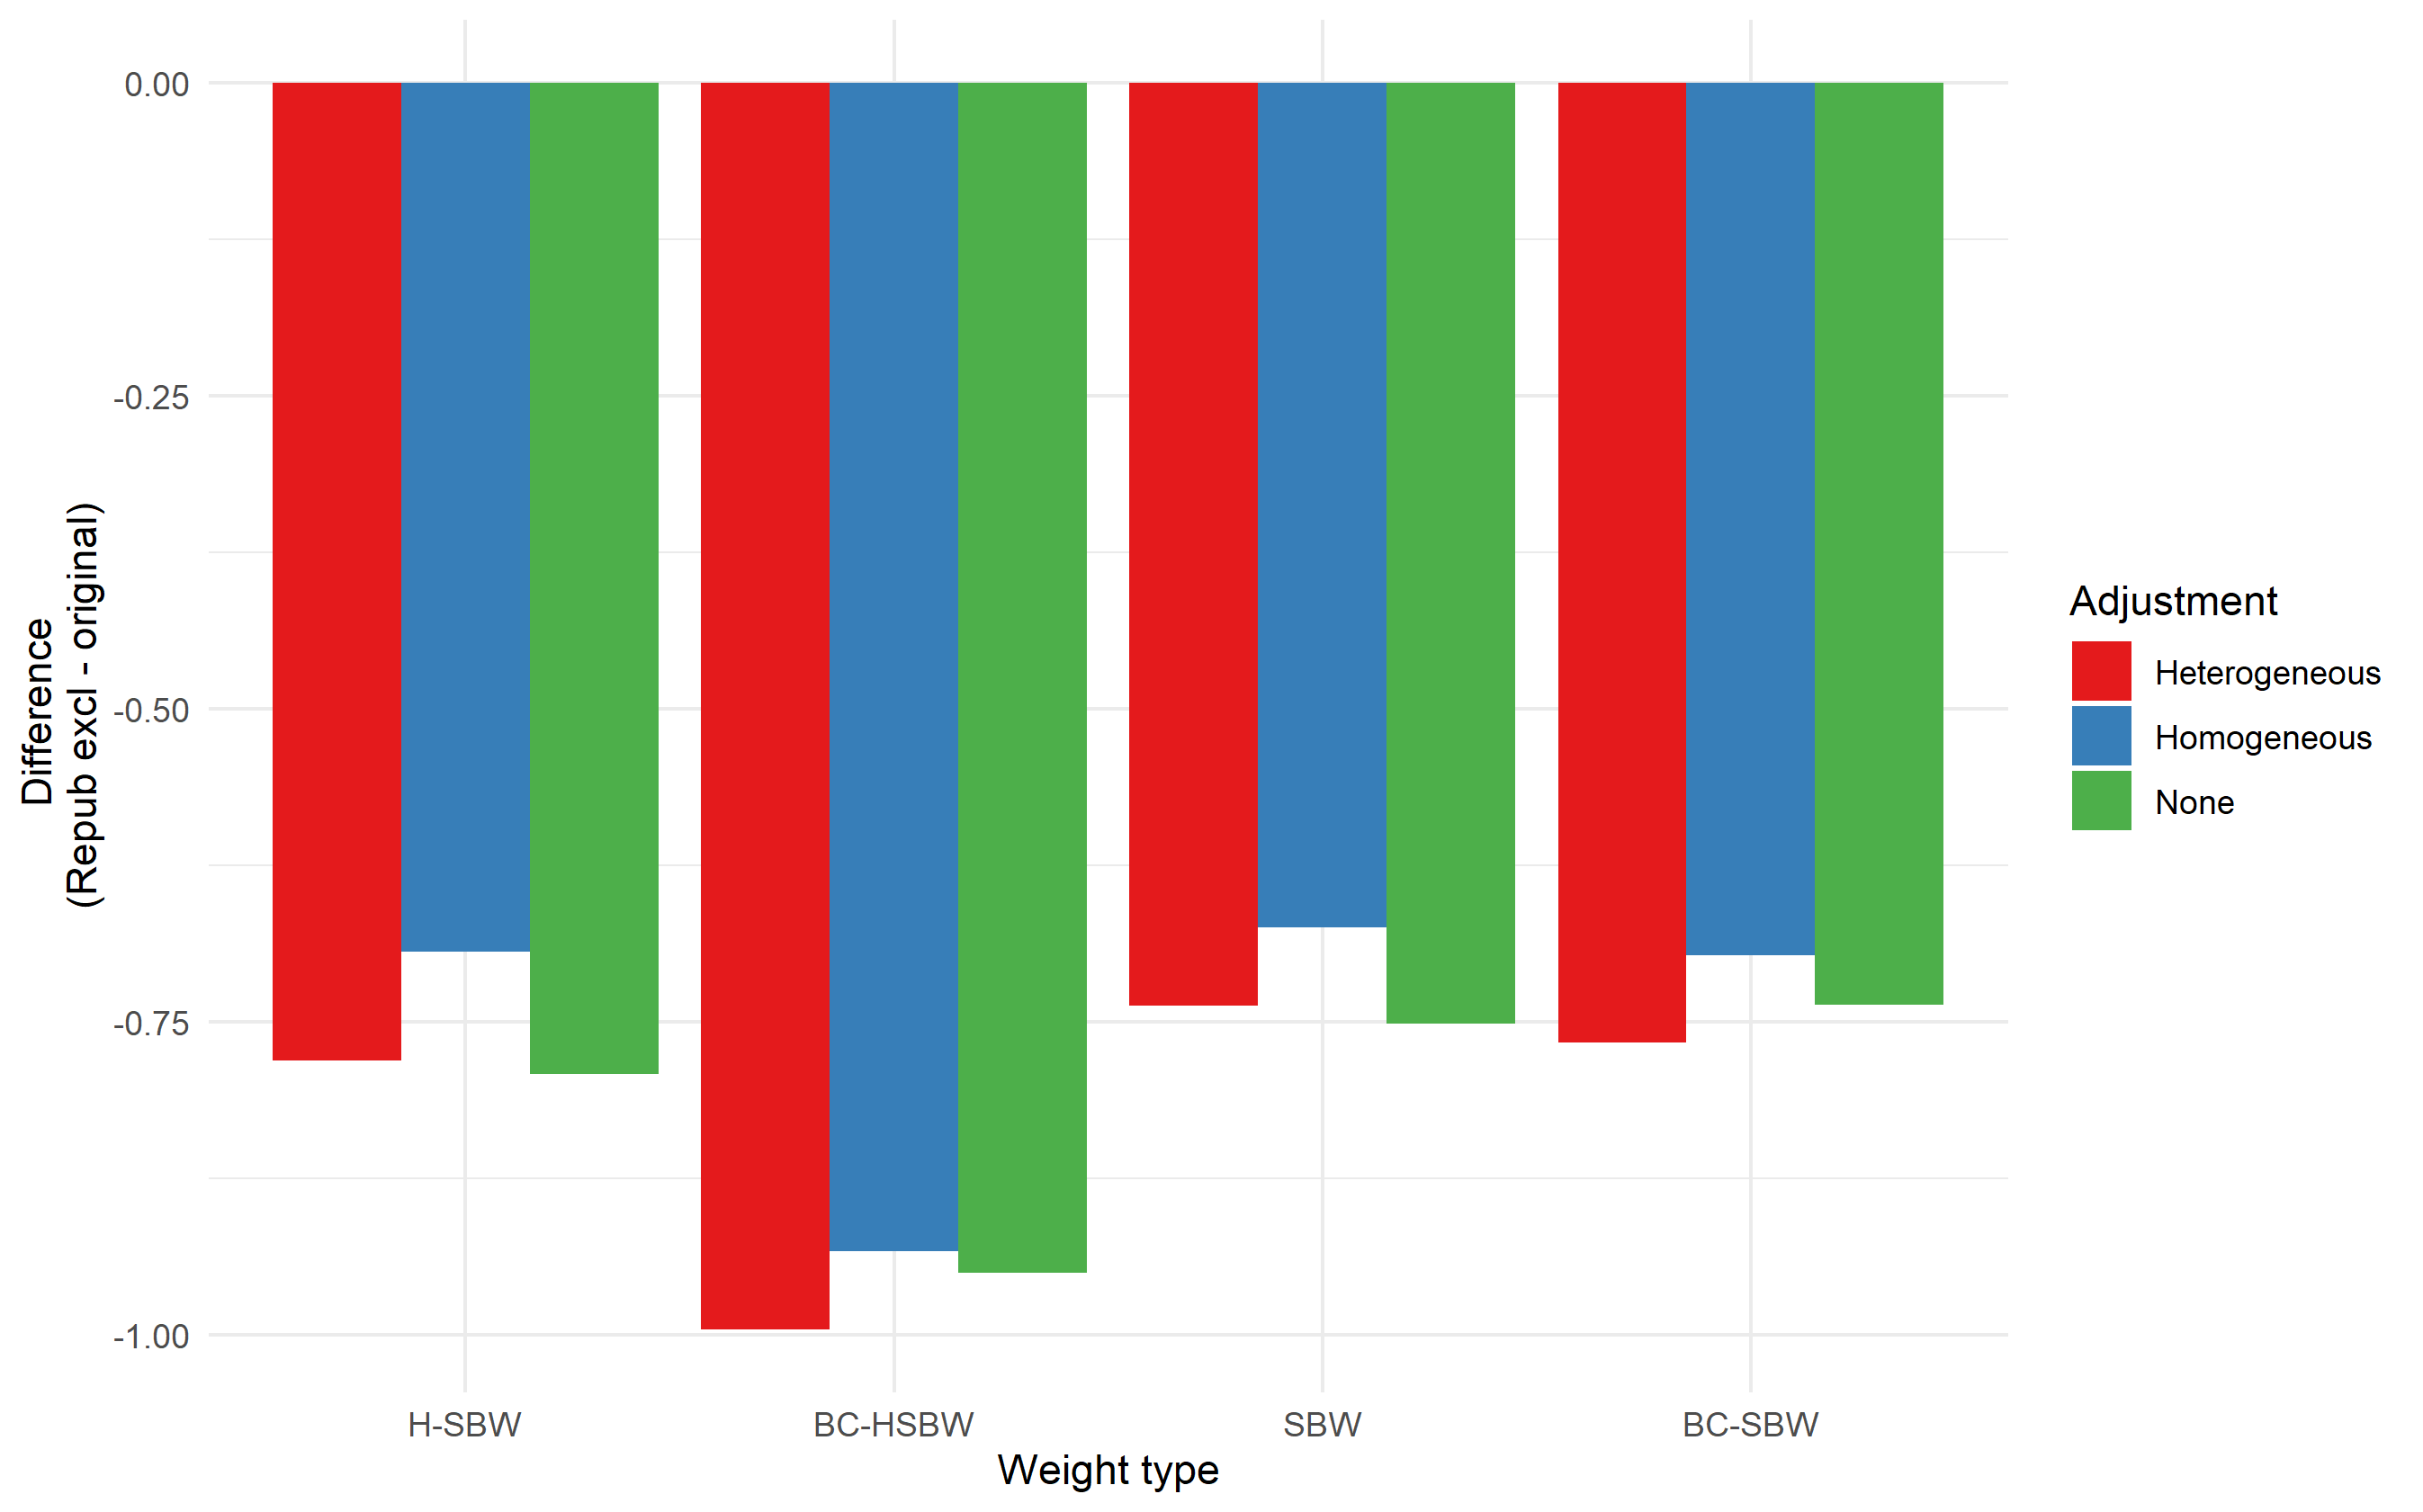 0.00
-0.25
-0.50
-0.75
-1.00
Difference
(Repub excl - original)
H-SBW
BC-HSBW
SBW
BC-SBW
Weight type
Adjustment
Heterogeneous
Homogeneous
None